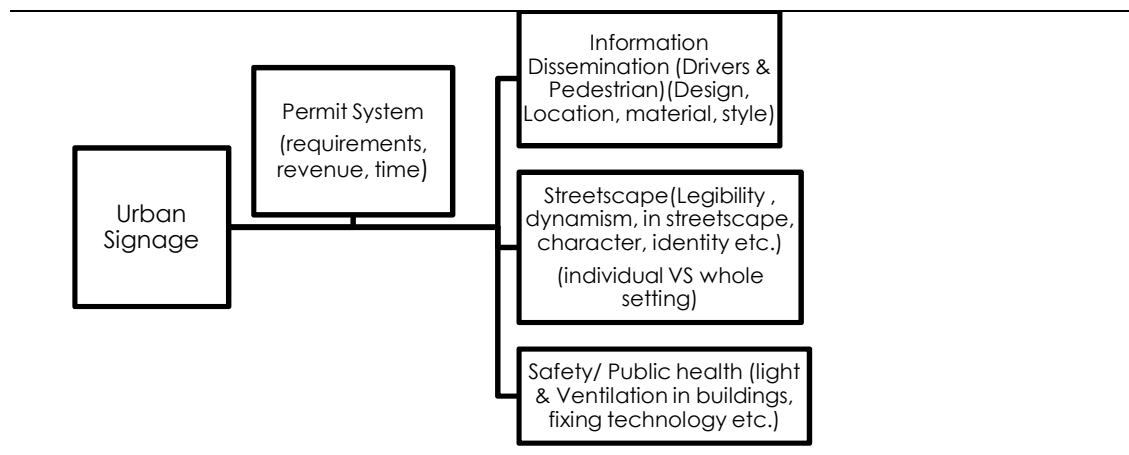 Urban
Signage
Permit System
(requirements,
revenue, time)
Information
Dissemination (Drivers &
Pedestrian)(Design,
Location, material, style)
Streetscape(Legibility ,
dynamism, in streetscape,
character, identity etc.)
(individual VS whole
setting)
Safety/ Public health (light
& Ventilation in buildings,
fixing technology etc.)